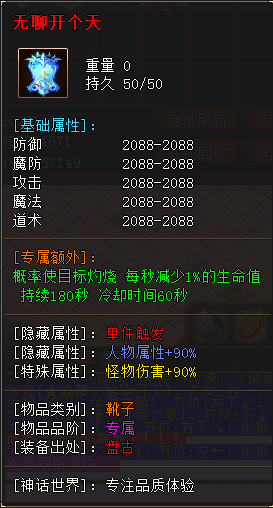 无聊开个天
重量 0
持久 50/50
[基础属性]:
防御 2088-2088
魔防 2088-2088
攻击 2088-2088
魔法 2088-2088
道术 2088-2088
[专属额外]:
概率使目标灼烧 每秒减少1%的生命值
持续180秒 冷却时间60秒
[隐藏属性]: 单件触发
[隐藏属性]: 人物属性+90%
[特殊属性]: 怪物伤害+90%
[物品类别]: 靴子
[物品品阶]: 专属
[装备出处]: 盘古
[神话世界]: 专注品质体验